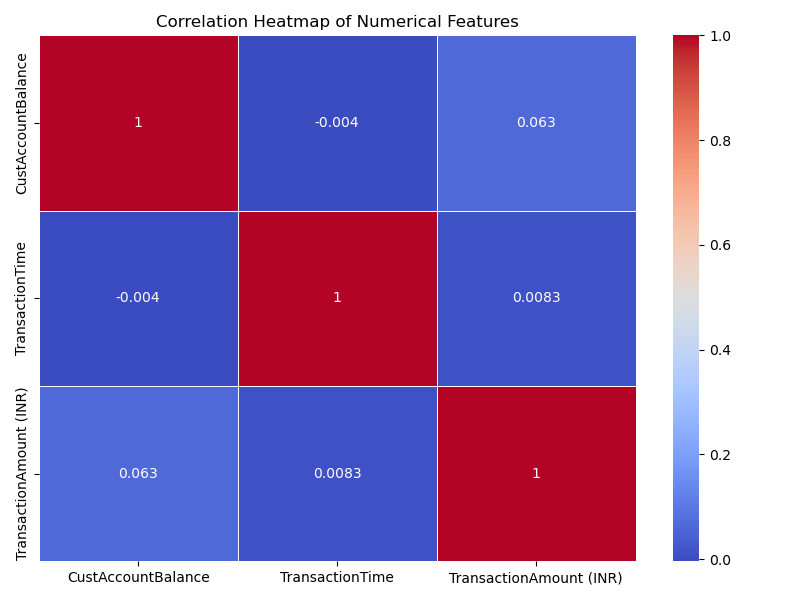 Correlation Heatmap of Numerical Features
CustAccountBalance
1
-0.004
0.063
TransactionTime
-0.004
1
0.0083
TransactionAmount (INR)
0.063
0.0083
1
CustAccountBalance
TransactionTime
TransactionAmount (INR)
1.0
0.8
0.6
0.4
0.2
0.0